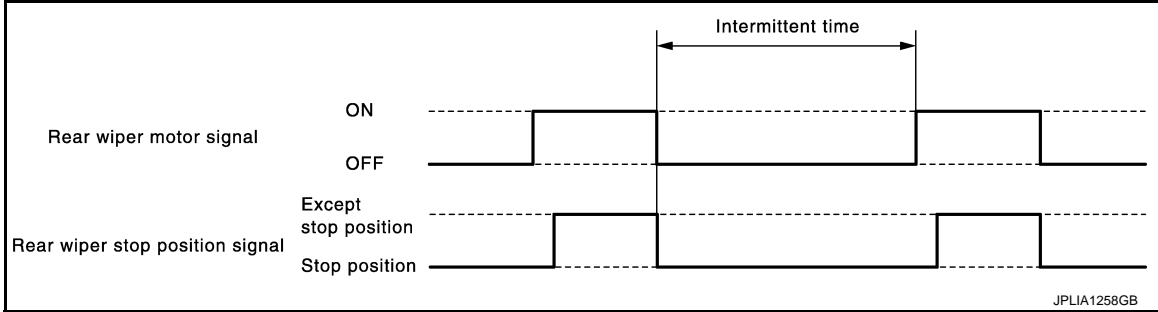 Intermittent time
ON
Rear wiper motor signal
OFF
Except
stop position
Rear wiper stop position signal
Stop position
JPLIA1258GB